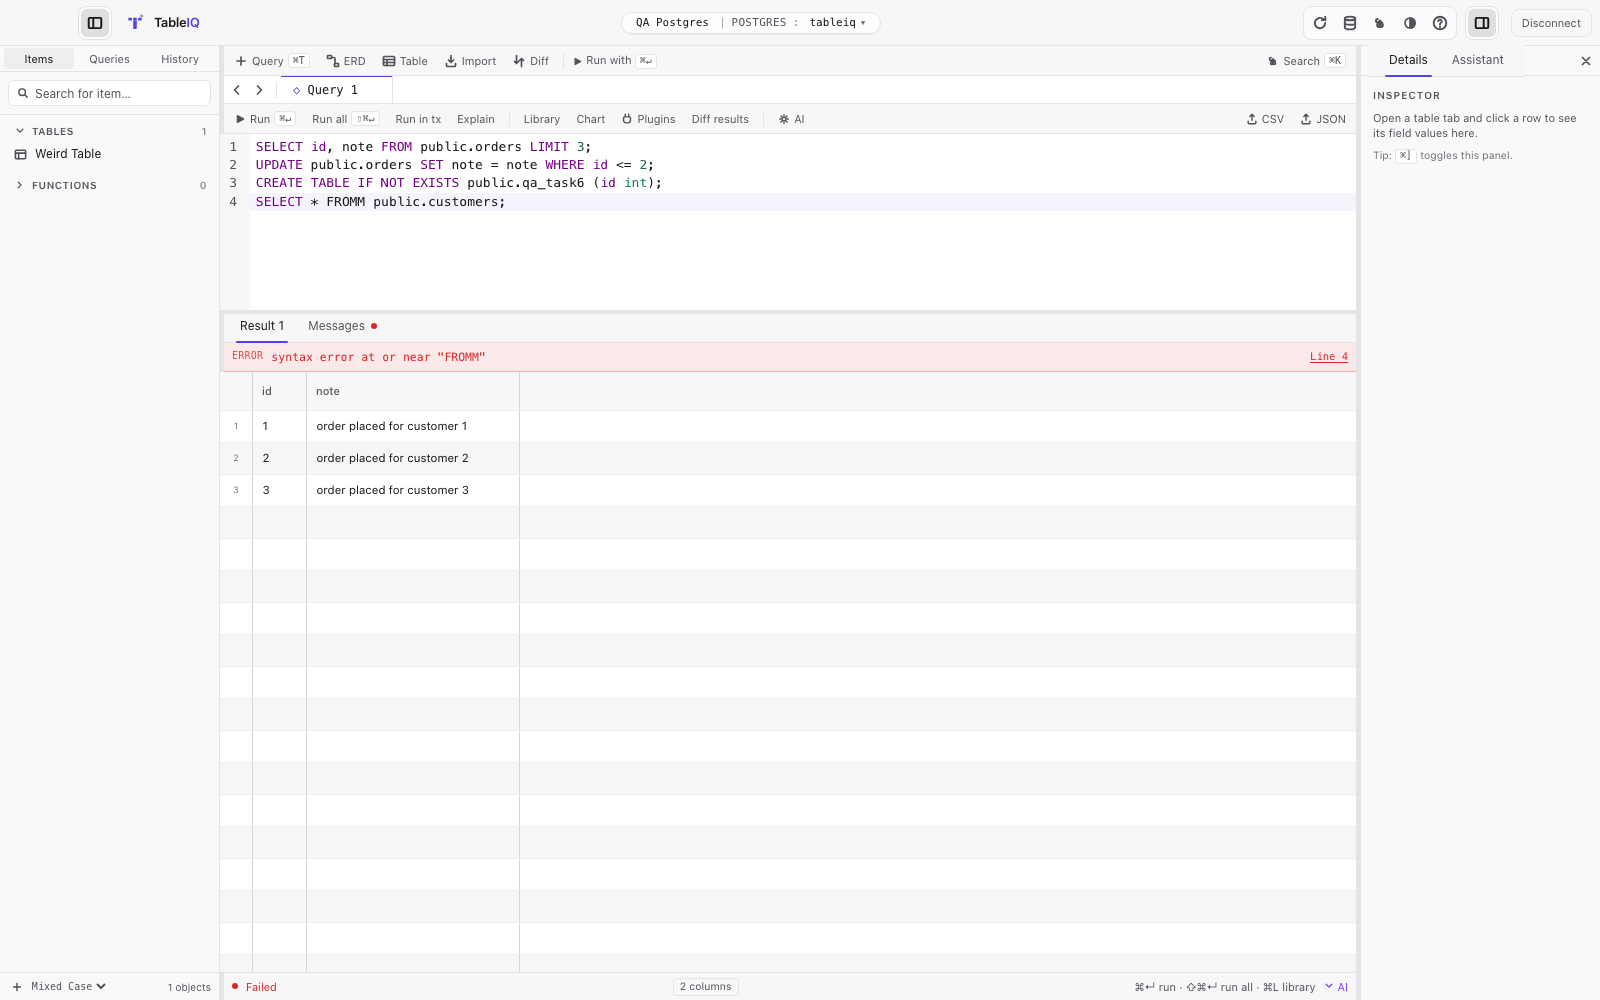 TableIQ
QA Postgres | POSTGRES : tableiq ▾
Disconnect
Items Queries History
Search for item...
TABLES 1
Weird Table
FUNCTIONS 0
+ Query ⌘T ERD Table Import Diff Run with ⌘↵ Search ⌘K
Query 1
Run ⌘↵ Run all ⇧⌘↵ Run in tx Explain Library Chart Plugins Diff results AI CSV JSON
1 SELECT id, note FROM public.orders LIMIT 3;
2 UPDATE public.orders SET note = note WHERE id <= 2;
3 CREATE TABLE IF NOT EXISTS public.qa_task6 (id int);
4 SELECT * FROMM public.customers;
Result 1 Messages
ERROR syntax error at or near "FROMM" Line 4
id note
1 1 order placed for customer 1
2 2 order placed for customer 2
3 3 order placed for customer 3
Details Assistant
INSPECTOR
Open a table tab and click a row to see
its field values here.
Tip: ⌘] toggles this panel.
+ Mixed Case 1 objects
Failed 2 columns ⌘↵ run · ⇧⌘↵ run all · ⌘L library AI